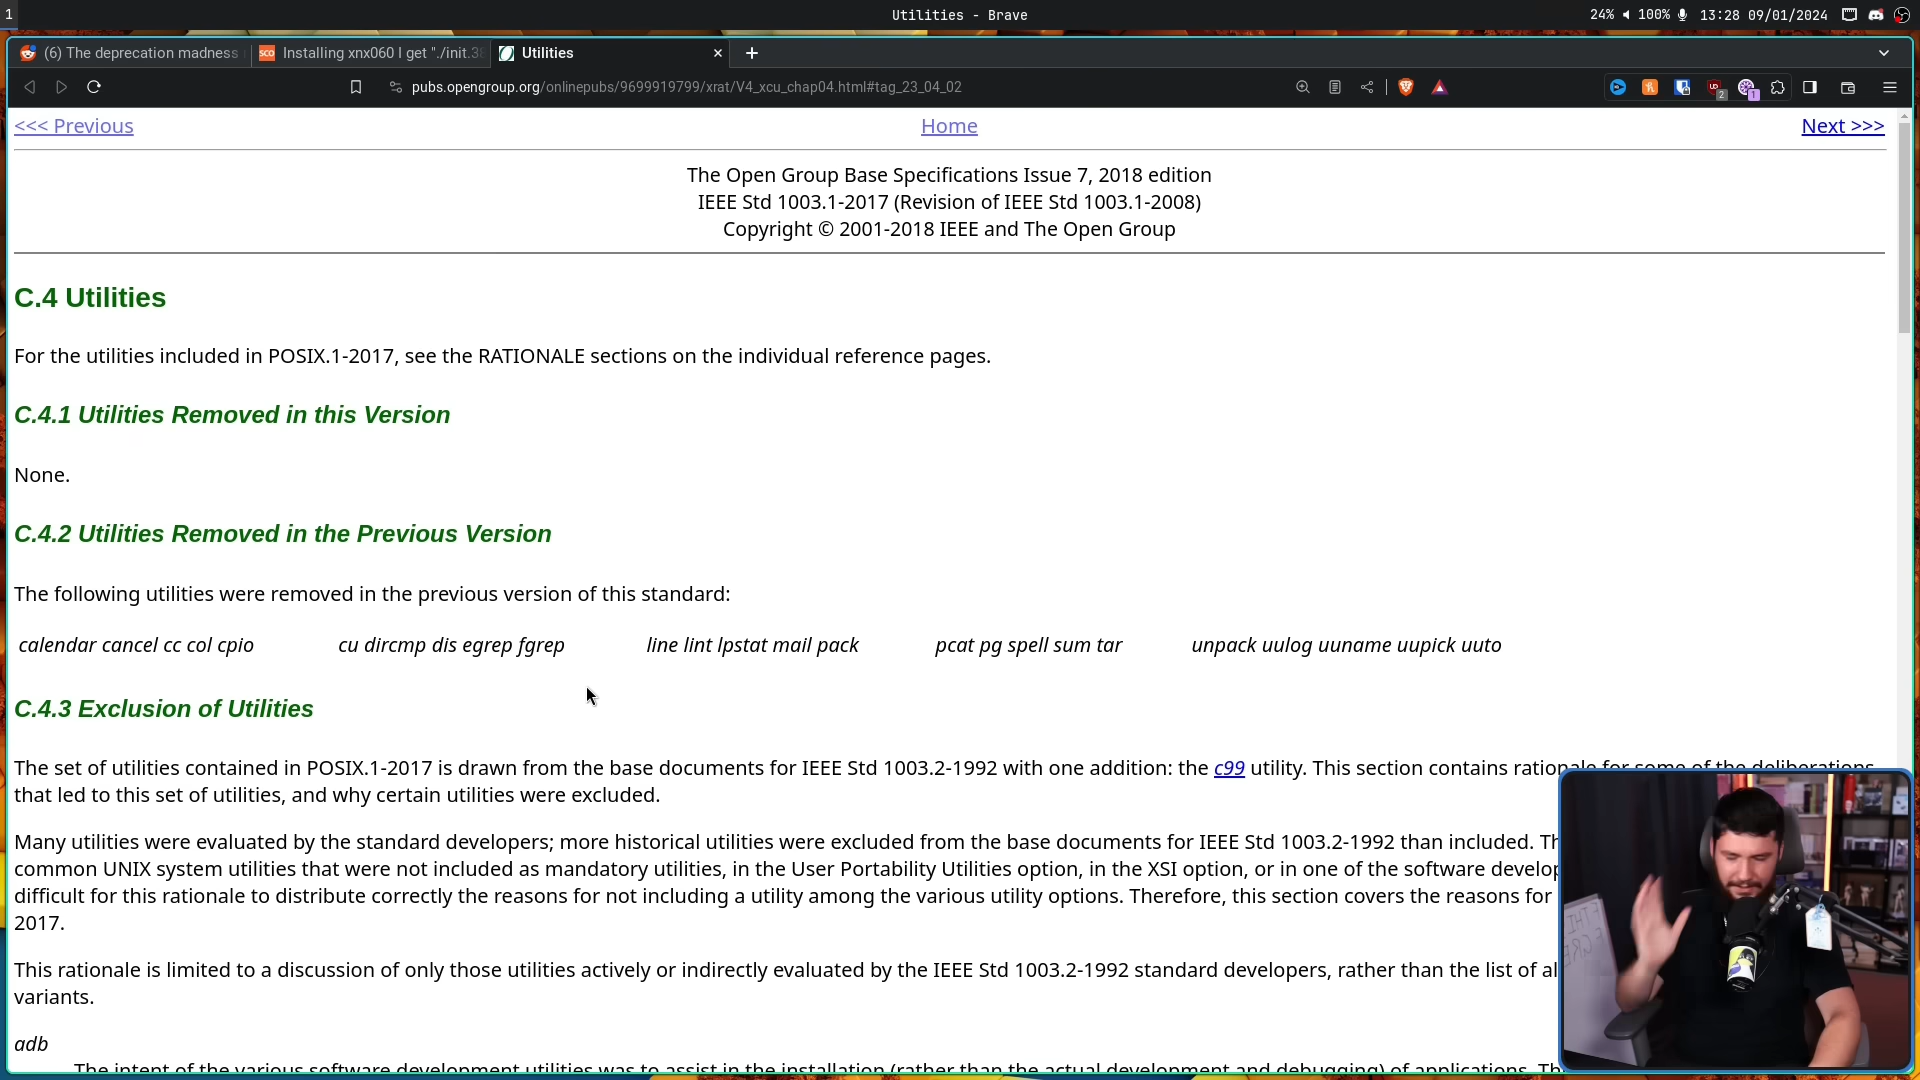 1
Utilities - Brave
24% 100% 13:28 09/01/2024
(6) The deprecation madness
SCO Installing xnx060 I get "./init.38
Utilities
pubs.opengroup.org/onlinepubs/9699919799/xrat/V4_xcu_chap04.html#tag_23_04_02
2
1
<<< Previous
Home
Next >>>
The Open Group Base Specifications Issue 7, 2018 edition
IEEE Std 1003.1-2017 (Revision of IEEE Std 1003.1-2008)
Copyright © 2001-2018 IEEE and The Open Group
C.4 Utilities
For the utilities included in POSIX.1-2017, see the RATIONALE sections on the individual reference pages.
C.4.1 Utilities Removed in this Version
None.
C.4.2 Utilities Removed in the Previous Version
The following utilities were removed in the previous version of this standard:
calendar cancel cc col cpio cu dircmp dis egrep fgrep line lint lpstat mail pack pcat pg spell sum tar unpack uulog uuname uupick uuto
C.4.3 Exclusion of Utilities
The set of utilities contained in POSIX.1-2017 is drawn from the base documents for IEEE Std 1003.2-1992 with one addition: the c99 utility. This section contains rationale for some of the deliberations
that led to this set of utilities, and why certain utilities were excluded.
Many utilities were evaluated by the standard developers; more historical utilities were excluded from the base documents for IEEE Std 1003.2-1992 than included. Th
common UNIX system utilities that were not included as mandatory utilities, in the User Portability Utilities option, in the XSI option, or in one of the software develop
difficult for this rationale to distribute correctly the reasons for not including a utility among the various utility options. Therefore, this section covers the reasons for
2017.
This rationale is limited to a discussion of only those utilities actively or indirectly evaluated by the IEEE Std 1003.2-1992 standard developers, rather than the list of al
variants.
adb
The intent of the various software development utilities was to assist in the installation (rather than the actual development and debugging) of applications. Th